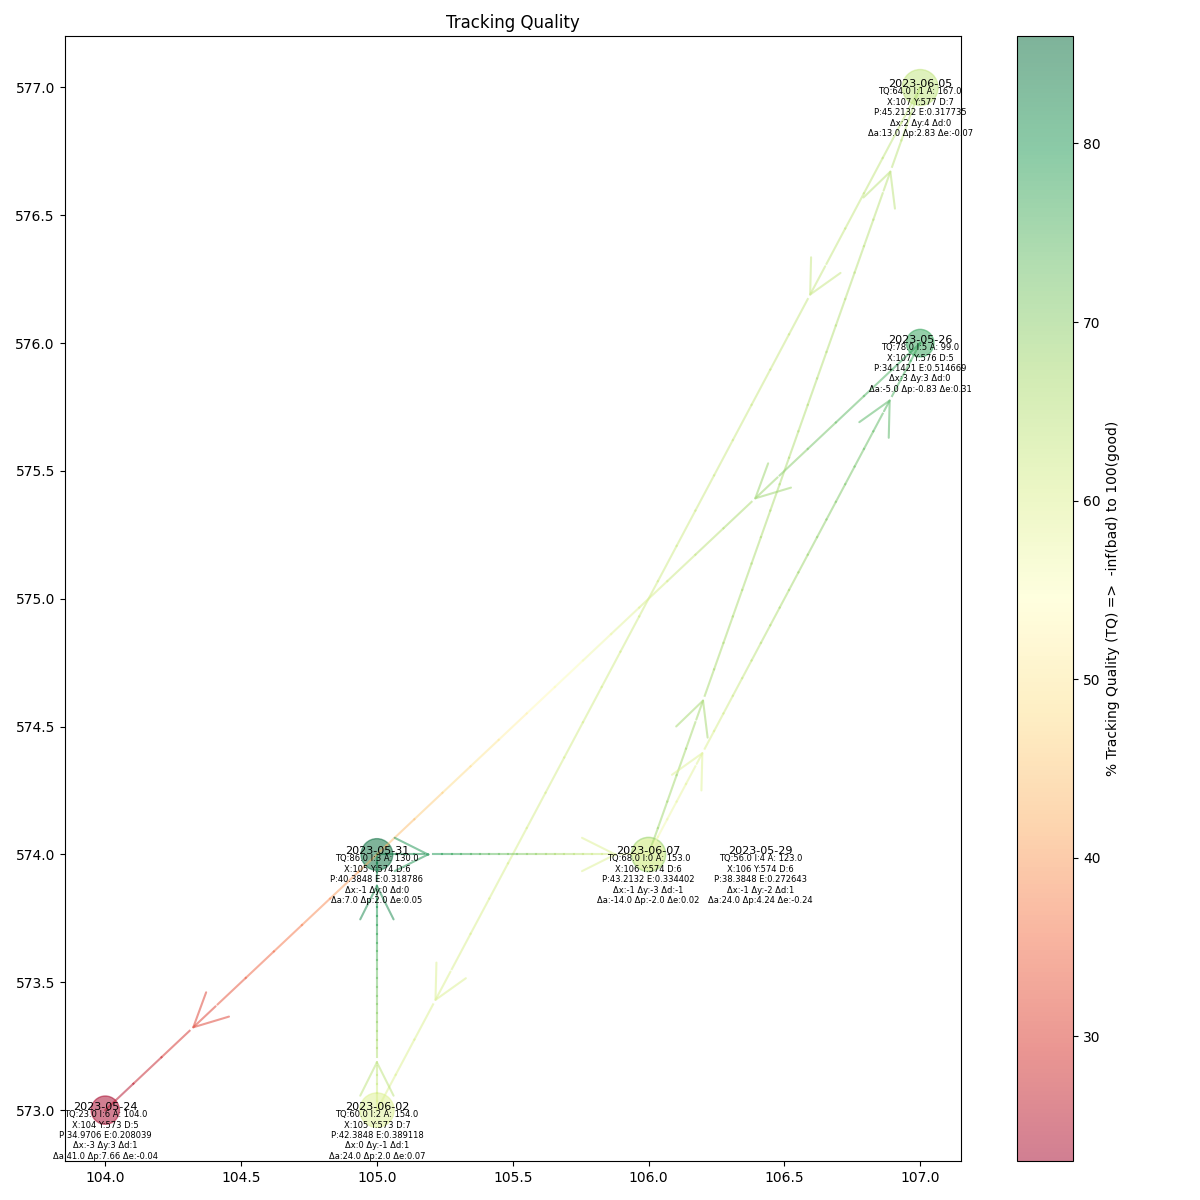 Tracking Quality
577.0
576.5
576.0
575.5
575.0
574.5
574.0
573.5
573.0
104.0
104.5
105.0
105.5
106.0
106.5
107.0
2023-06-05
TQ:64.0 I:1 A: 167.0
X:107 Y:577 D:7
P:45.2132 E:0.317735
Δx:2 Δy:4 Δd:0
Δa:13.0 Δp:2.83 Δe:-0.07
2023-05-26
TQ:78.0 I:5 A: 99.0
X:107 Y:576 D:5
P:34.1421 E:0.514669
Δx:3 Δy:3 Δd:0
Δa:-5.0 Δp:-0.83 Δe:0.31
2023-05-31
TQ:86.0 I:3 A: 130.0
X:105 Y:574 D:6
P:40.3848 E:0.318786
Δx:-1 Δy:0 Δd:0
Δa:7.0 Δp:2.0 Δe:0.05
2023-06-07
TQ:68.0 I:0 A: 153.0
X:106 Y:574 D:6
P:43.2132 E:0.334402
Δx:-1 Δy:-3 Δd:-1
Δa:-14.0 Δp:-2.0 Δe:0.02
2023-05-29
TQ:56.0 I:4 A: 123.0
X:106 Y:574 D:6
P:38.3848 E:0.272643
Δx:-1 Δy:-2 Δd:1
Δa:24.0 Δp:4.24 Δe:-0.24
2023-05-24
TQ:23.0 I:6 A: 104.0
X:104 Y:573 D:5
P:34.9706 E:0.208039
Δx:-3 Δy:3 Δd:1
Δa:41.0 Δp:7.66 Δe:-0.04
2023-06-02
TQ:60.0 I:2 A: 154.0
X:105 Y:573 D:7
P:42.3848 E:0.389118
Δx:0 Δy:-1 Δd:1
Δa:24.0 Δp:2.0 Δe:0.07
80
70
60
50
40
30
% Tracking Quality (TQ) => -inf(bad) to 100(good)